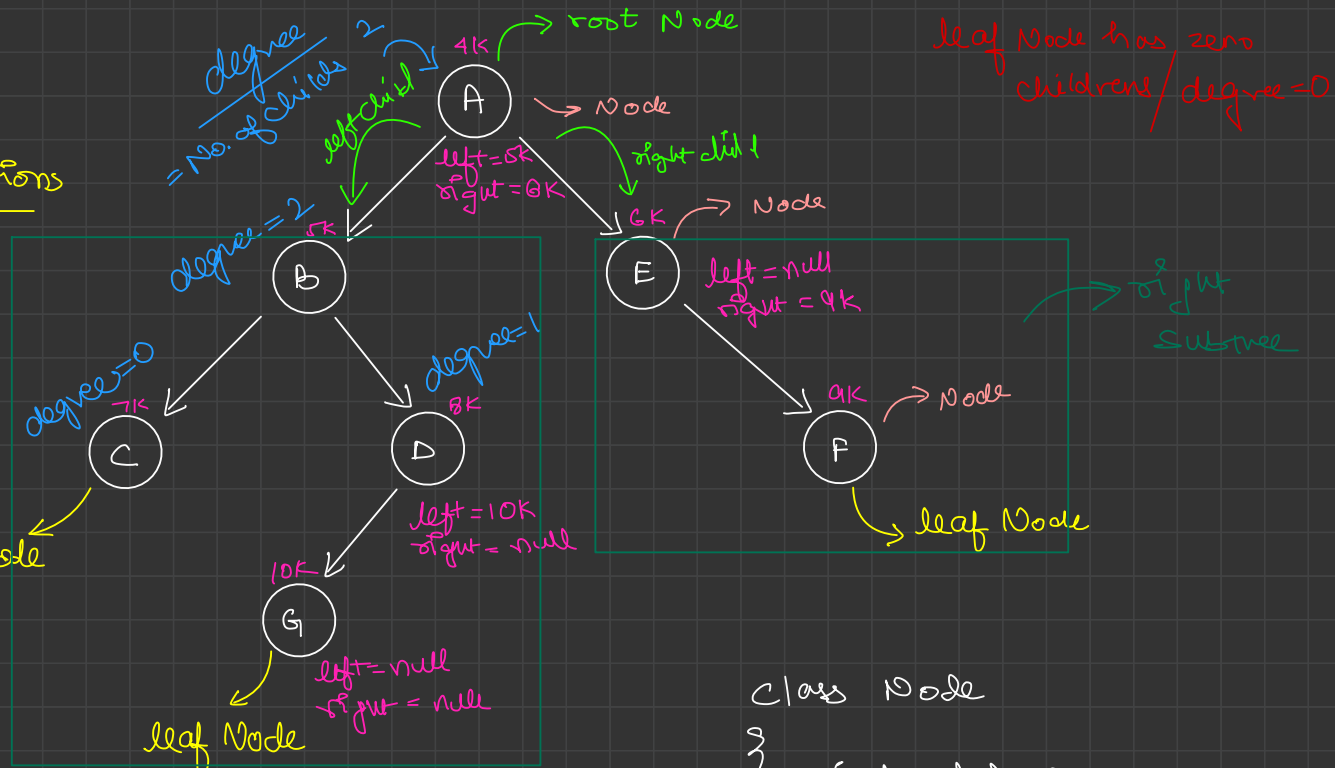 root Node
leaf Node has zero
childrens / degree=0
degree 2
= No. of childs
4K
A
Node
left child
right child
left=5K
right=6K
ions
degree=2
5K
B
6K
Node
E
left=null
right=9K
right
subtree
degree=0
7K
C
degree=1
8K
D
9K
Node
F
left=10K
right=null
leaf Node
ode
10K
G
left=null
right=null
leaf Node
Class Node
{